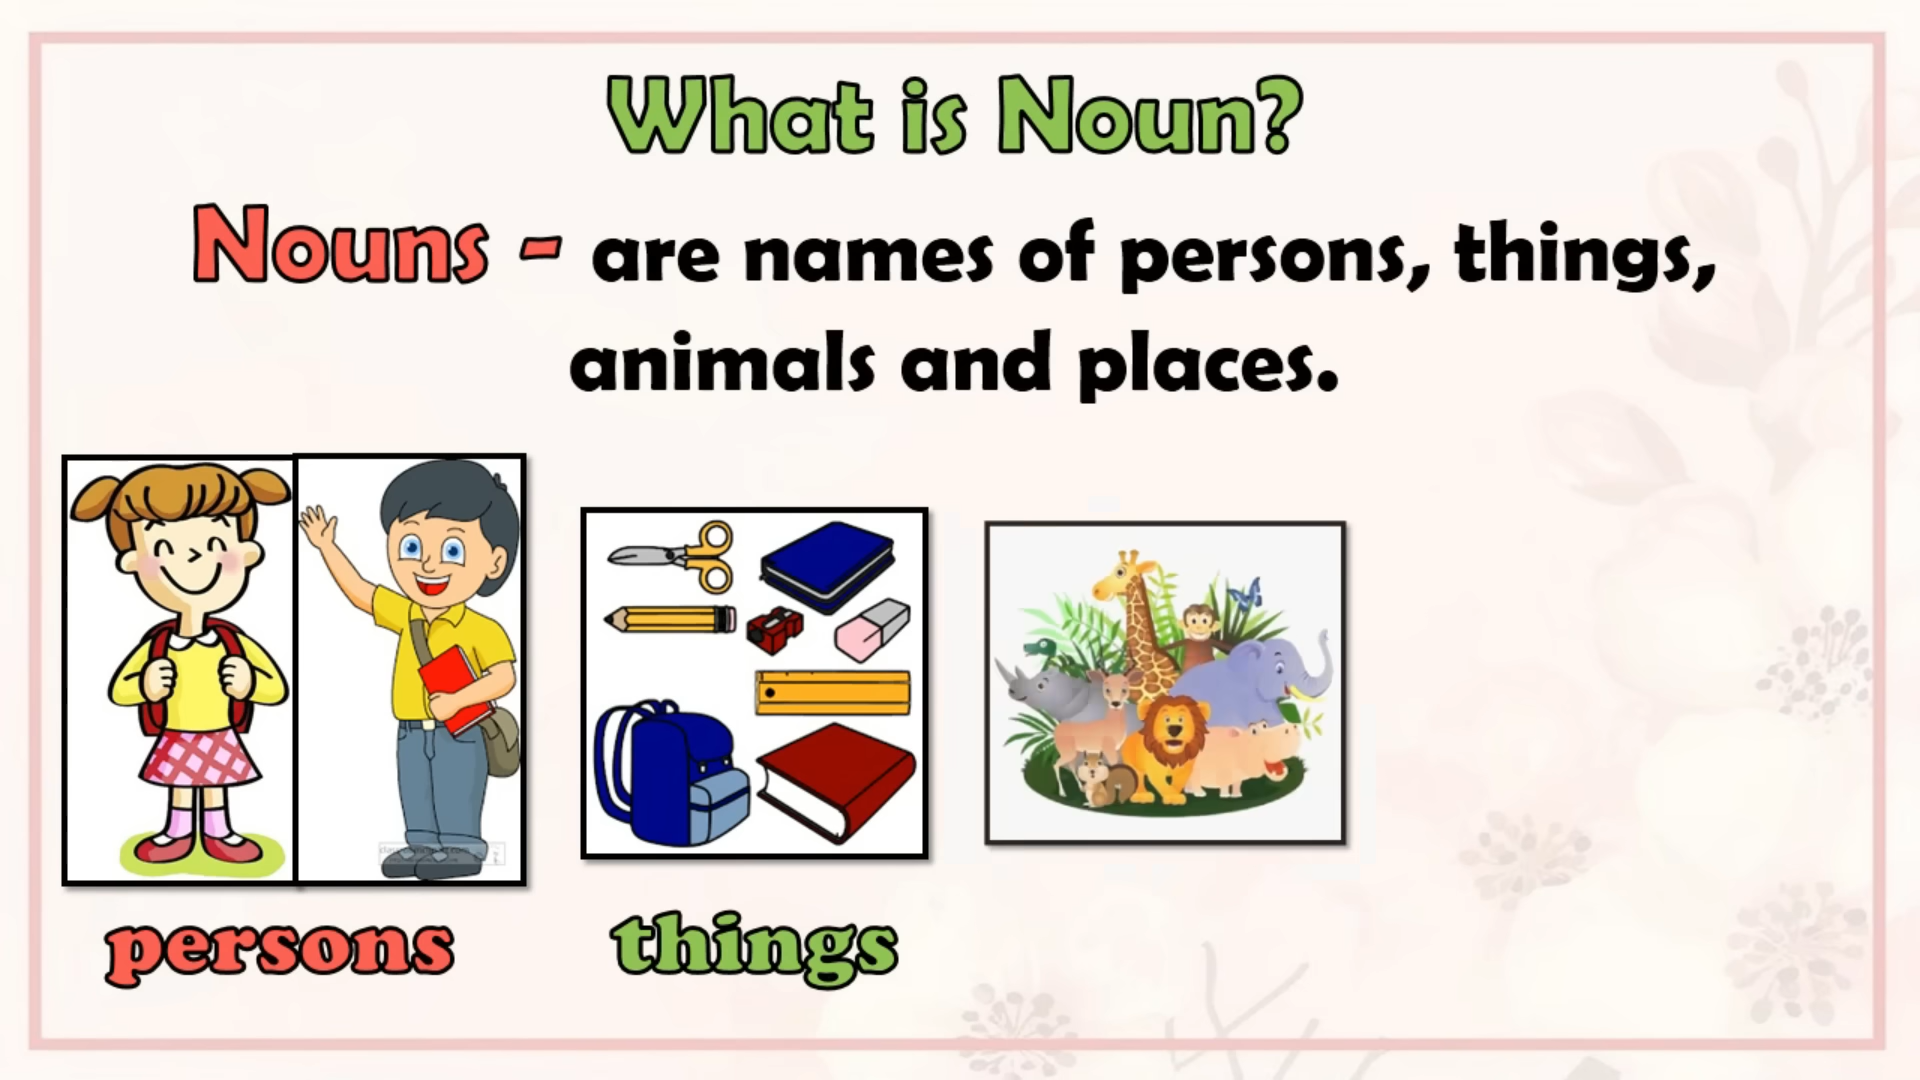 What is Noun?
Nouns - are names of persons, things,
animals and places.
persons
things